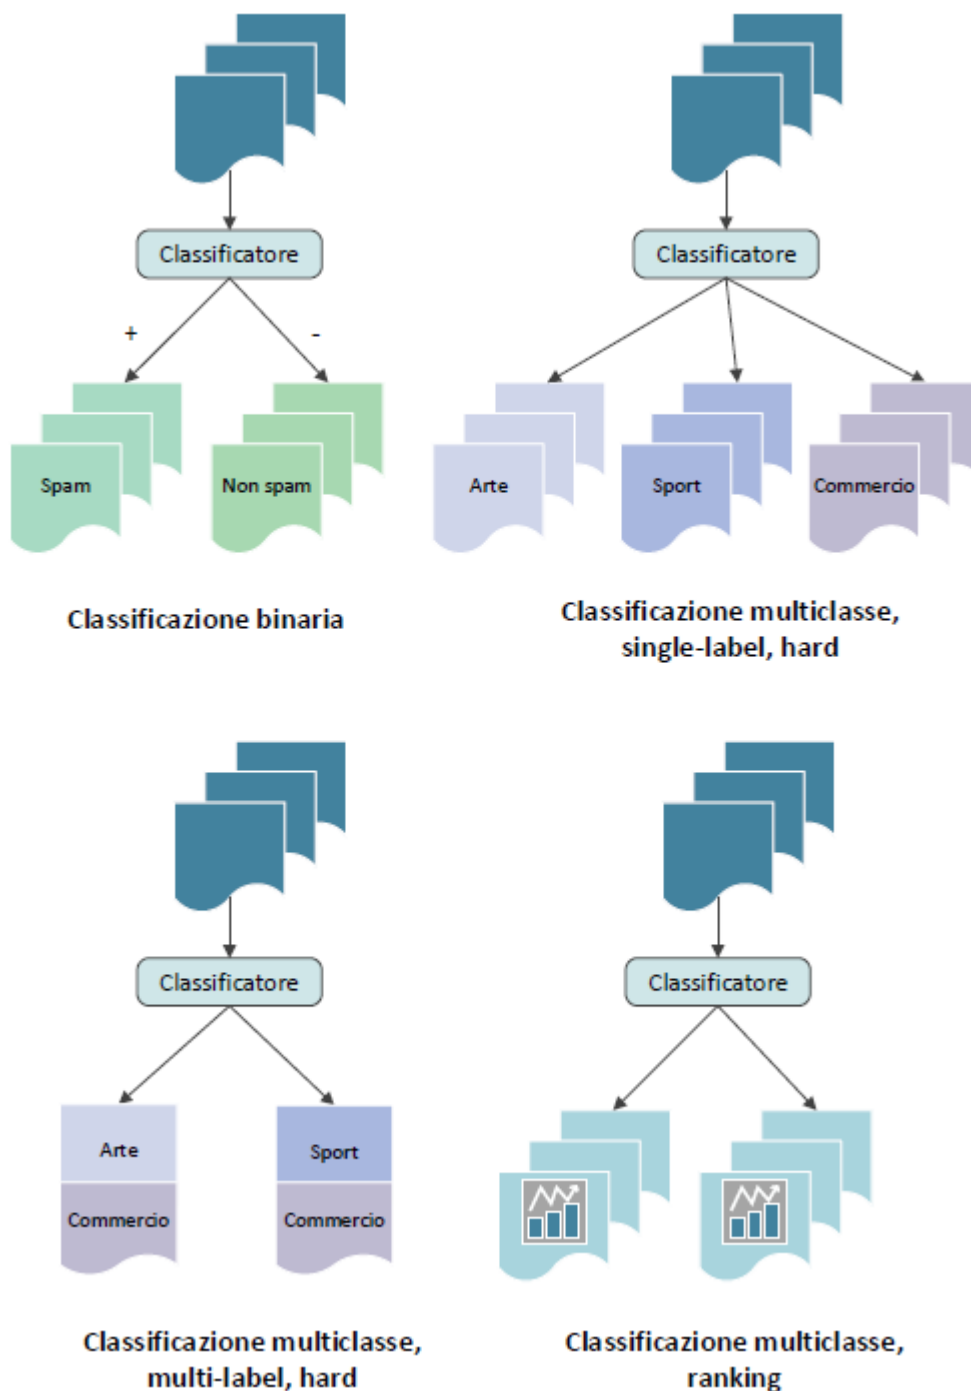 Classificatore
+
-
Spam
Non spam
Classificazione binaria
Classificatore
Arte
Sport
Commercio
Classificazione multiclasse,
single-label, hard
Classificatore
Arte
Commercio
Sport
Commercio
Classificazione multiclasse,
multi-label, hard
Classificatore
Classificazione multiclasse,
ranking